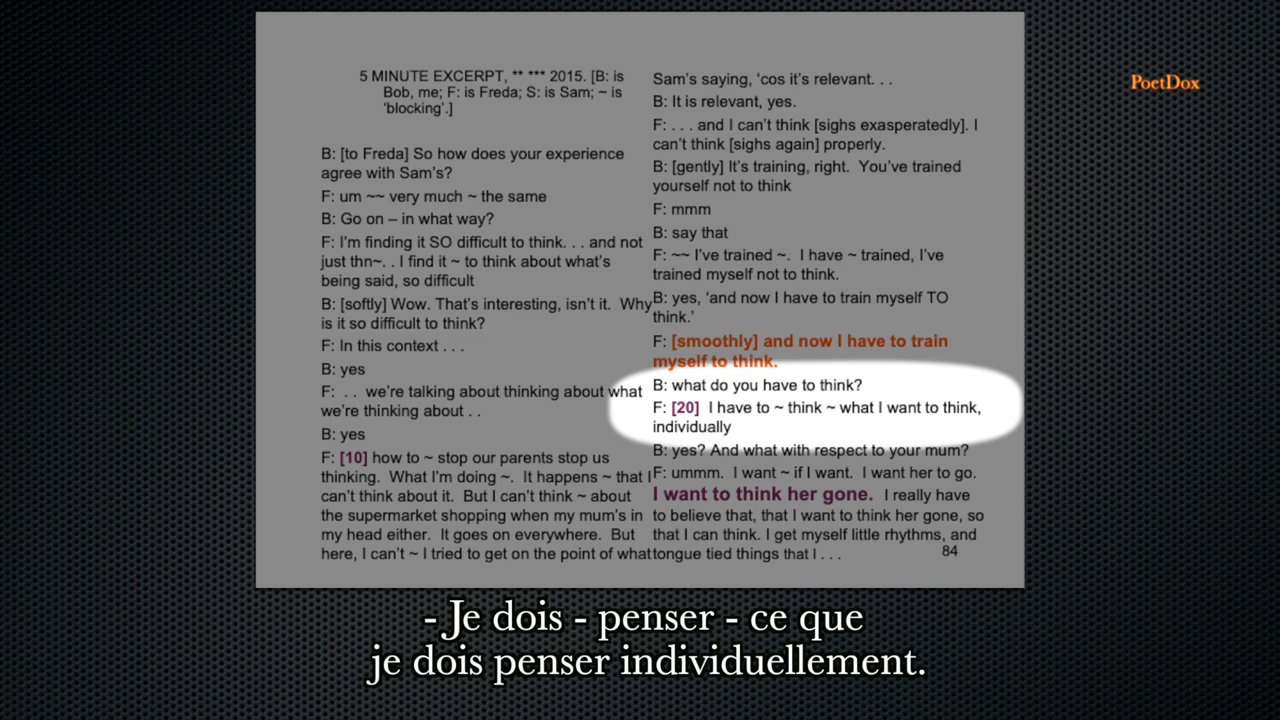 5 MINUTE EXCERPT, ** *** 2015. [B: is
Bob, me; F: is Freda; S: is Sam; ~ is
‘blocking’.]
B: [to Freda] So how does your experience
agree with Sam’s?
F: um ~~ very much ~ the same
B: Go on – in what way?
F: I’m finding it SO difficult to think. . . and not
just thn~. . I find it ~ to think about what’s
being said, so difficult
B: [softly] Wow. That’s interesting, isn’t it. Why
is it so difficult to think?
F: In this context . . .
B: yes
F: . . we’re talking about thinking about what
we’re thinking about . .
B: yes
F: [10] how to ~ stop our parents stop us
thinking. What I’m doing ~. It happens ~ that I
can’t think about it. But I can’t think ~ about
the supermarket shopping when my mum’s in
my head either. It goes on everywhere. But
here, I can’t ~ I tried to get on the point of what
Sam’s saying, ‘cos it’s relevant. . .
B: It is relevant, yes.
F: . . . and I can’t think [sighs exasperatedly]. I
can’t think [sighs again] properly.
B: [gently] It’s training, right. You’ve trained
yourself not to think
F: mmm
B: say that
F: ~~ I’ve trained ~. I have ~ trained, I’ve
trained myself not to think.
B: yes, ‘and now I have to train myself TO
think.’
F: [smoothly] and now I have to train
myself to think.
B: what do you have to think?
F: [20] I have to ~ think ~ what I want to think,
individually
B: yes? And what with respect to your mum?
F: ummm. I want ~ if I want. I want her to go.
I want to think her gone. I really have
to believe that, that I want to think her gone, so
that I can think. I get myself little rhythms, and
tongue tied things that I . . .
84
PoetDox
- Je dois - penser - ce que
je dois penser individuellement.